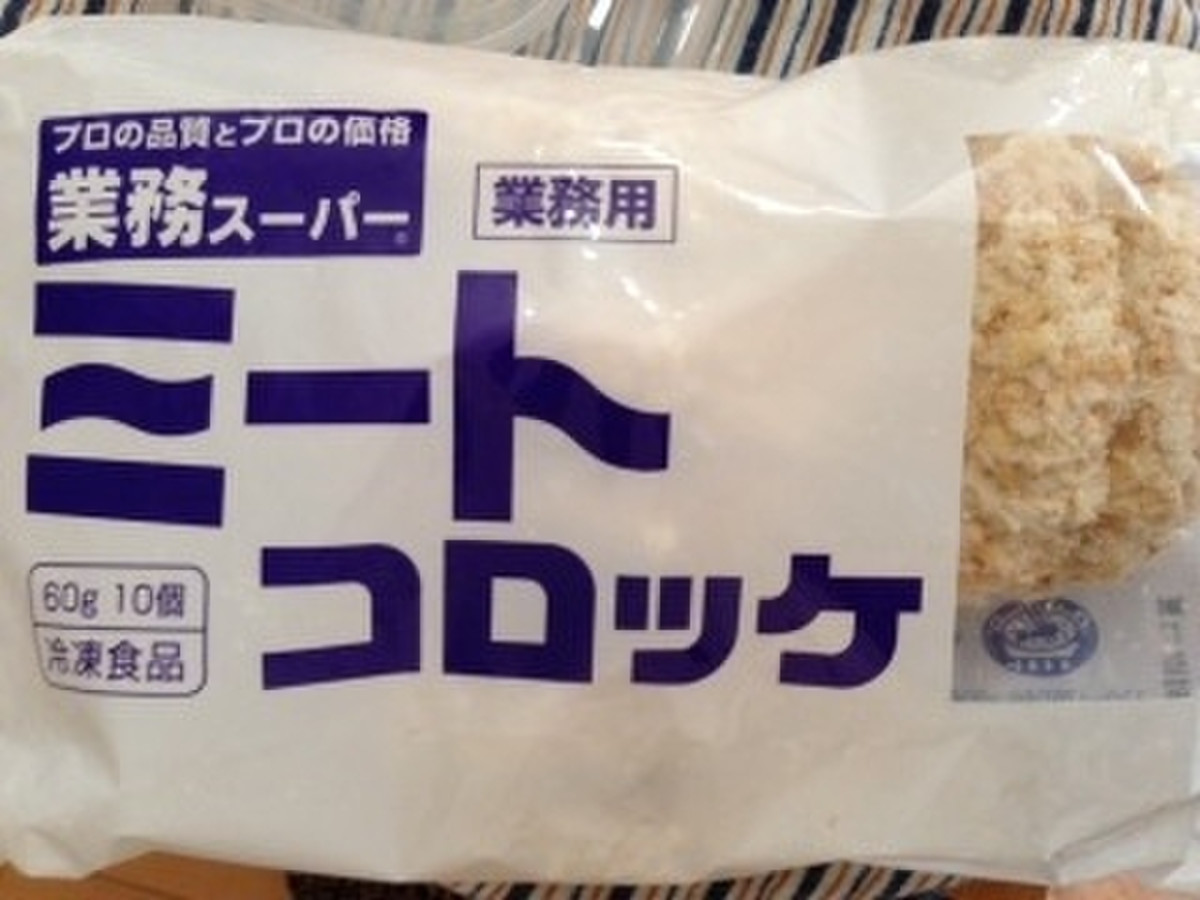 プロの品質とプロの価格
業務スーパー®
業務用
ミート
コロッケ
60g 10個
冷凍食品